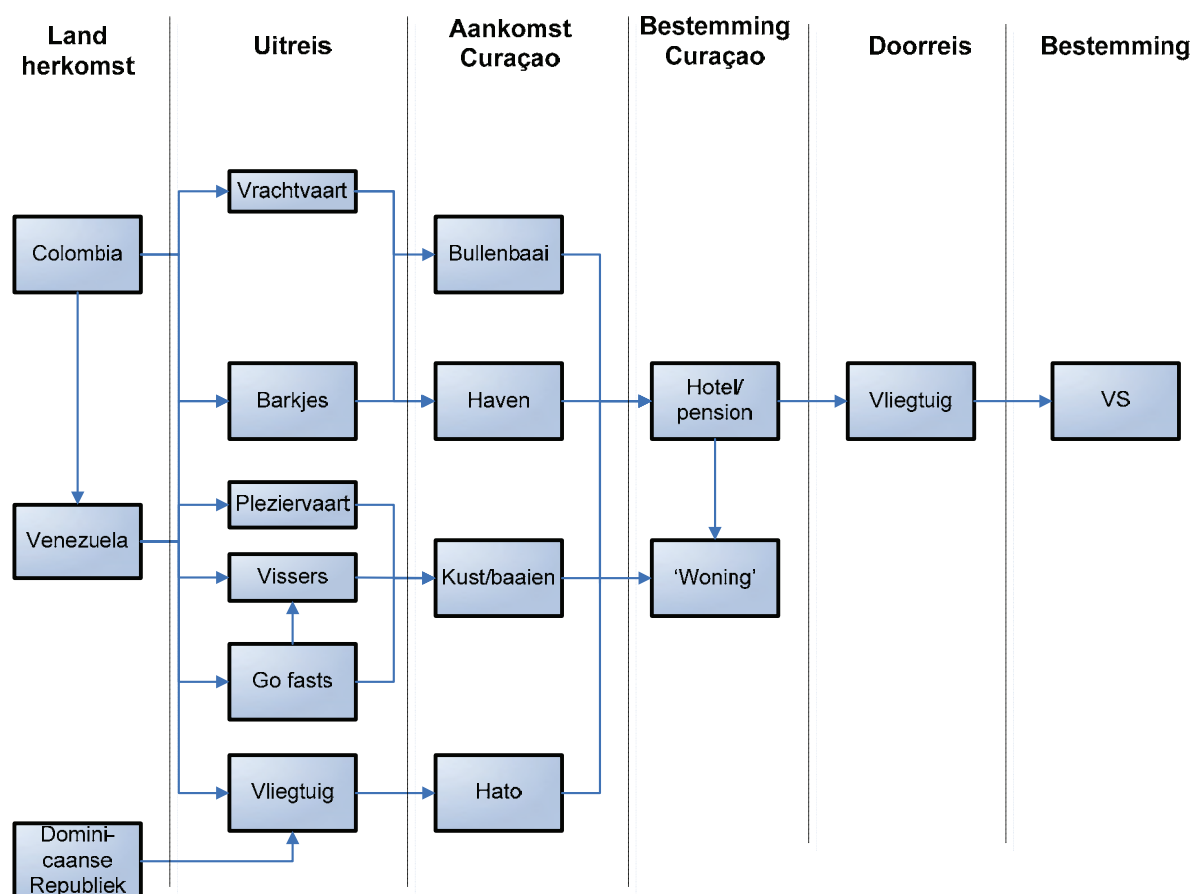 Land
herkomst
Uitreis
Aankomst
Curaçao
Bestemming
Curaçao
Doorreis
Bestemming
Vrachtvaart
Colombia
Bullenbaai
Barkjes
Haven
Hotel/
pension
Vliegtuig
VS
Pleziervaart
Venezuela
Vissers
Kust/baaien
‘Woning’
Go fasts
Vliegtuig
Hato
Domini-
caanse
Republiek